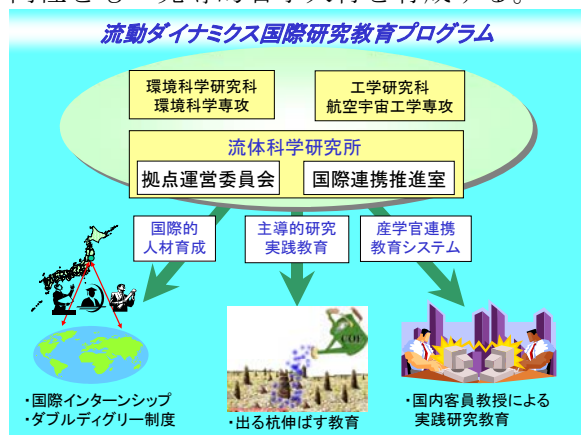 流動ダイナミクス国際研究教育プログラム
環境科学研究科
環境科学専攻
工学研究科
航空宇宙工学専攻
流体科学研究所
拠点運営委員会
国際連携推進室
国際的
人材育成
主導的研究
実践教育
産学官連携
教育システム
COE
・国際インターンシップ
・ダブルディグリー制度
・出る杭伸ばす教育
・国内客員教授による
実践研究教育